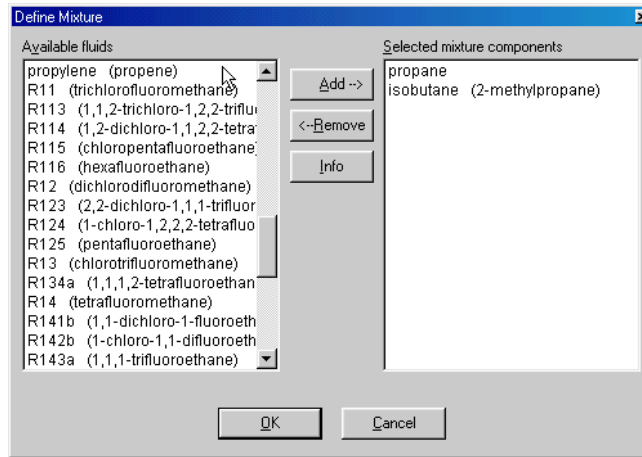 Define Mixture
Available fluids
propylene (propene)
R11 (trichlorofluoromethane)
R113 (1,1,2-trichloro-1,2,2-triflu
R114 (1,2-dichloro-1,1,2,2-tetra
R115 (chloropentafluoroethane)
R116 (hexafluoroethane)
R12 (dichlorodifluoromethane)
R123 (2,2-dichloro-1,1,1-trifluor
R124 (1-chloro-1,2,2,2-tetrafluo
R125 (pentafluoroethane)
R13 (chlorotrifluoromethane)
R134a (1,1,1,2-tetrafluoroethan
R14 (tetrafluoromethane)
R141b (1,1-dichloro-1-fluoroeth
R142b (1-chloro-1,1-difluoroeth
R143a (1,1,1-trifluoroethane)
Add -->
<--Remove
Info
Selected mixture components
propane
isobutane (2-methylpropane)
OK
Cancel